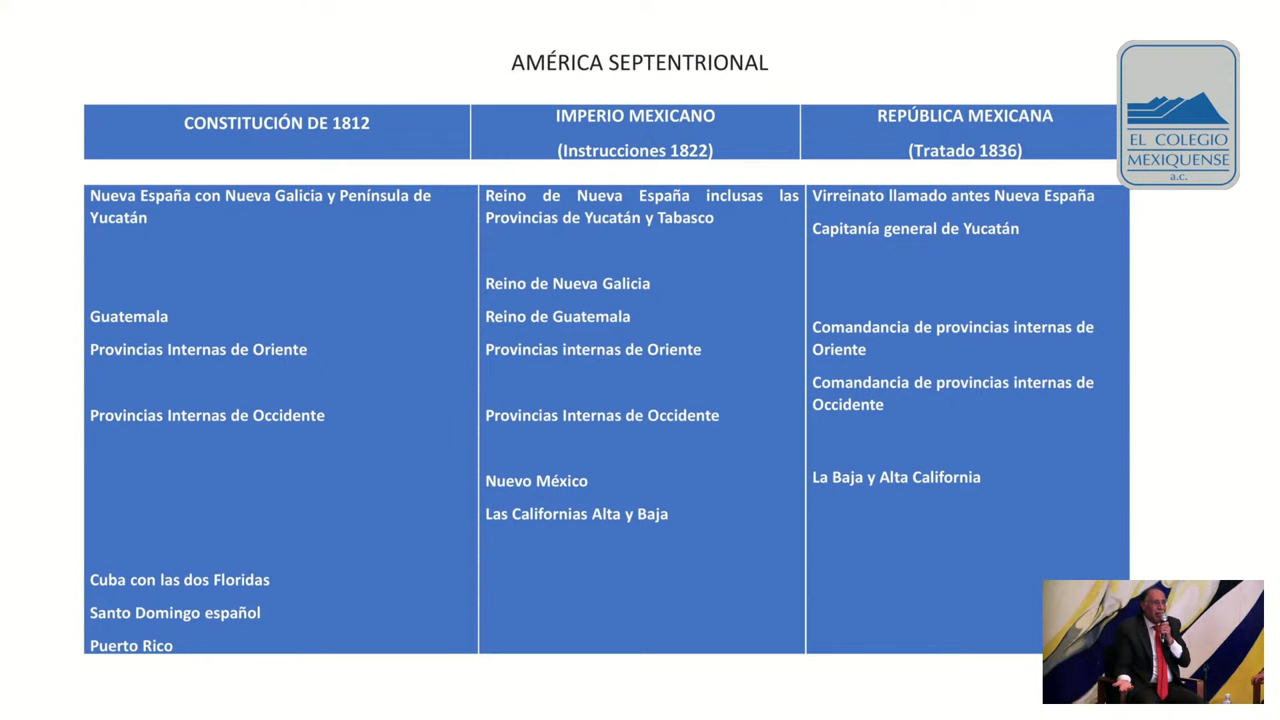 AMÉRICA SEPTENTRIONAL
CONSTITUCIÓN DE 1812
IMPERIO MEXICANO
(Instrucciones 1822)
REPÚBLICA MEXICANA
(Tratado 1836)
EL COLEGIO
MEXIQUENSE
a.c.
Nueva España con Nueva Galicia y Península de
Yucatán
Guatemala
Provincias Internas de Oriente
Provincias Internas de Occidente
Cuba con las dos Floridas
Santo Domingo español
Puerto Rico
Reino de Nueva España inclusas las
Provincias de Yucatán y Tabasco
Reino de Nueva Galicia
Reino de Guatemala
Provincias internas de Oriente
Provincias Internas de Occidente
Nuevo México
Las Californias Alta y Baja
Virreinato llamado antes Nueva España
Capitanía general de Yucatán
Comandancia de provincias internas de
Oriente
Comandancia de provincias internas de
Occidente
La Baja y Alta California